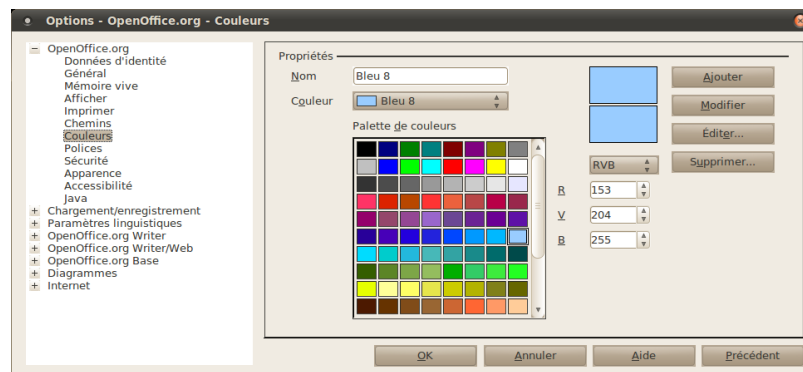 Options - OpenOffice.org - Couleurs
OpenOffice.org
Données d'identité
Général
Mémoire vive
Afficher
Imprimer
Chemins
Couleurs
Polices
Sécurité
Apparence
Accessibilité
Java
Chargement/enregistrement
Paramètres linguistiques
OpenOffice.org Writer
OpenOffice.org Writer/Web
OpenOffice.org Base
Diagrammes
Internet
Propriétés
Nom Bleu 8
Couleur Bleu 8
Palette de couleurs
Ajouter
Modifier
Éditer...
Supprimer...
RVB
R 153
V 204
B 255
OK Annuler Aide Précédent